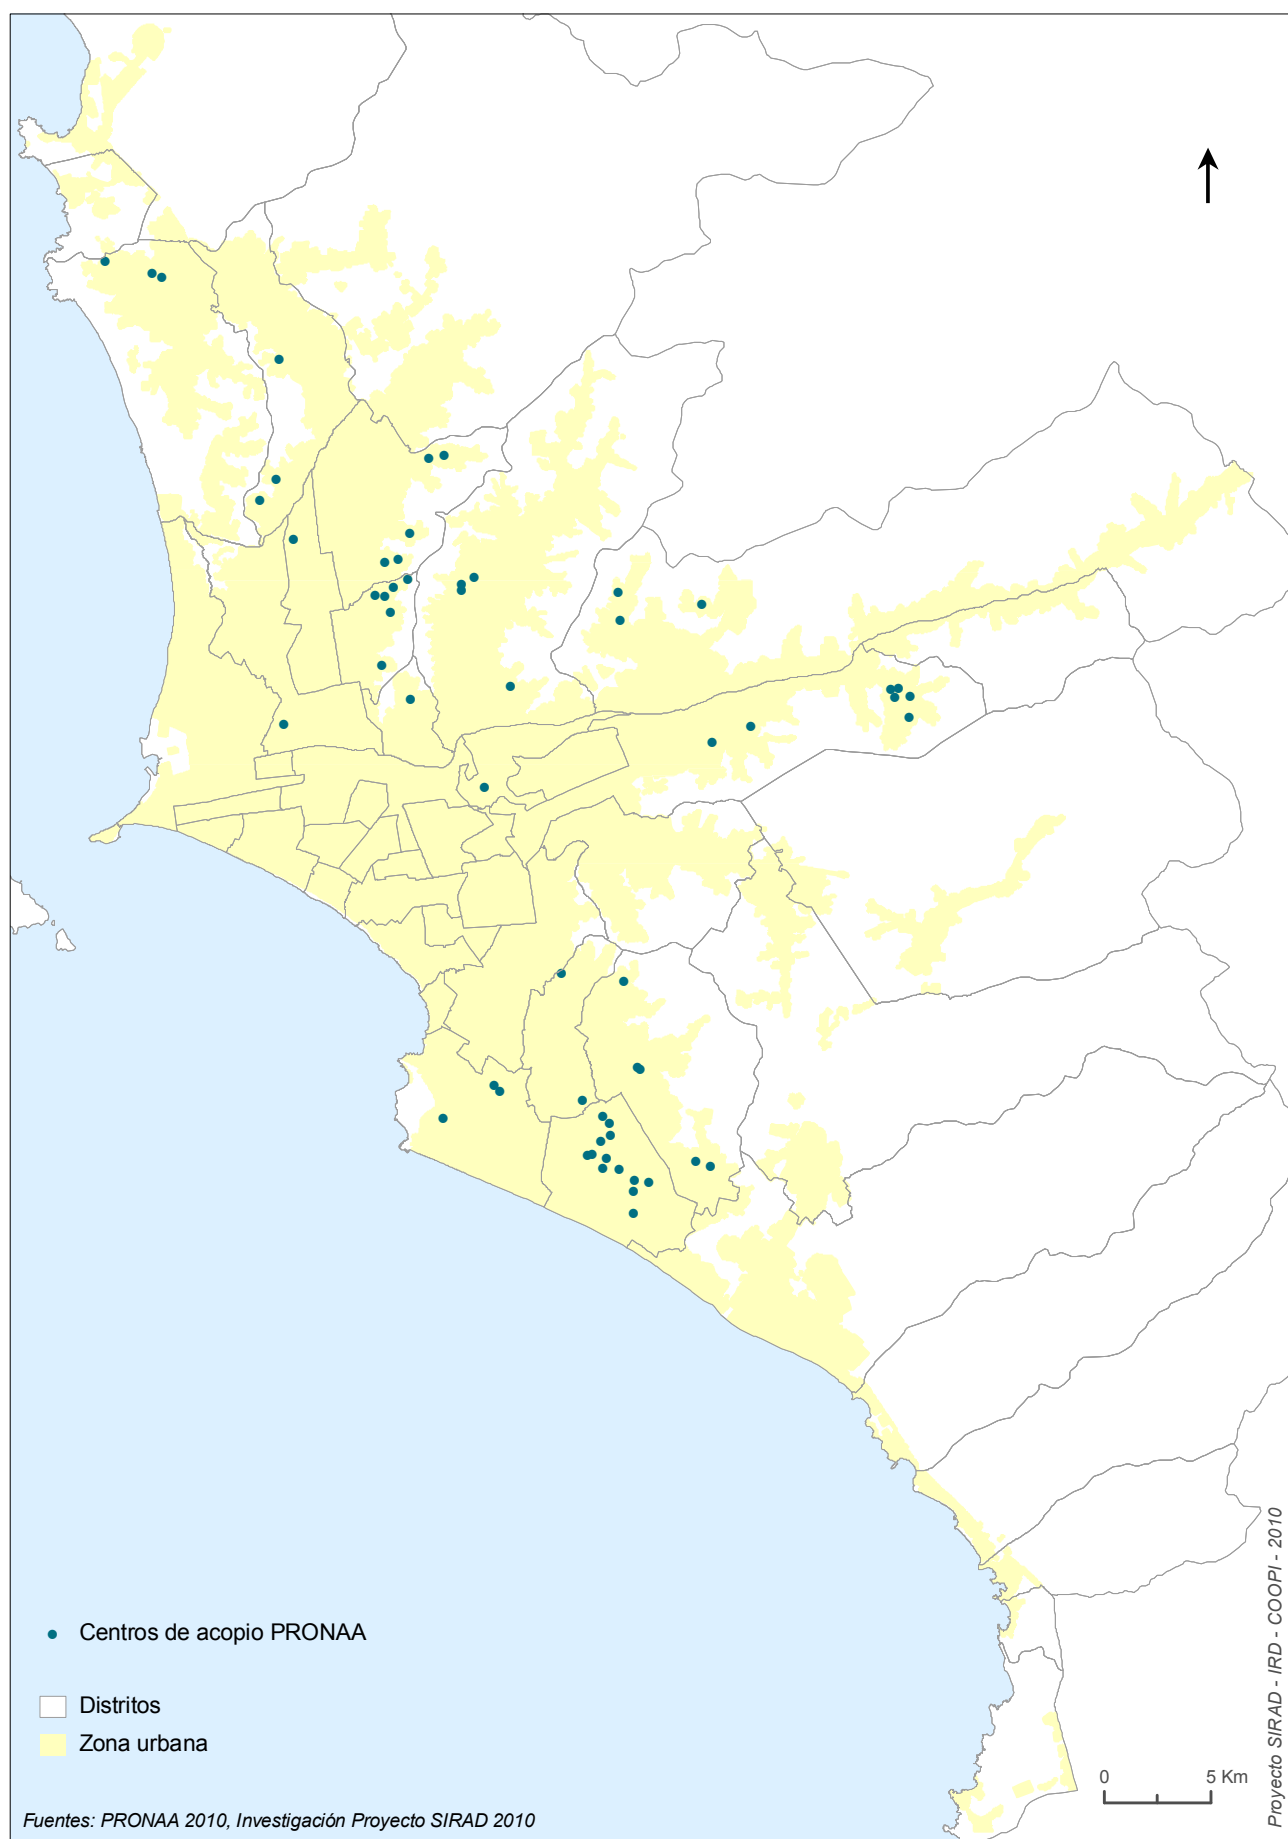 Centros de acopio PRONAA
Distritos
Zona urbana
0 5 Km
Fuentes: PRONAA 2010, Investigación Proyecto SIRAD 2010
Proyecto SIRAD - IRD - COOPI - 2010